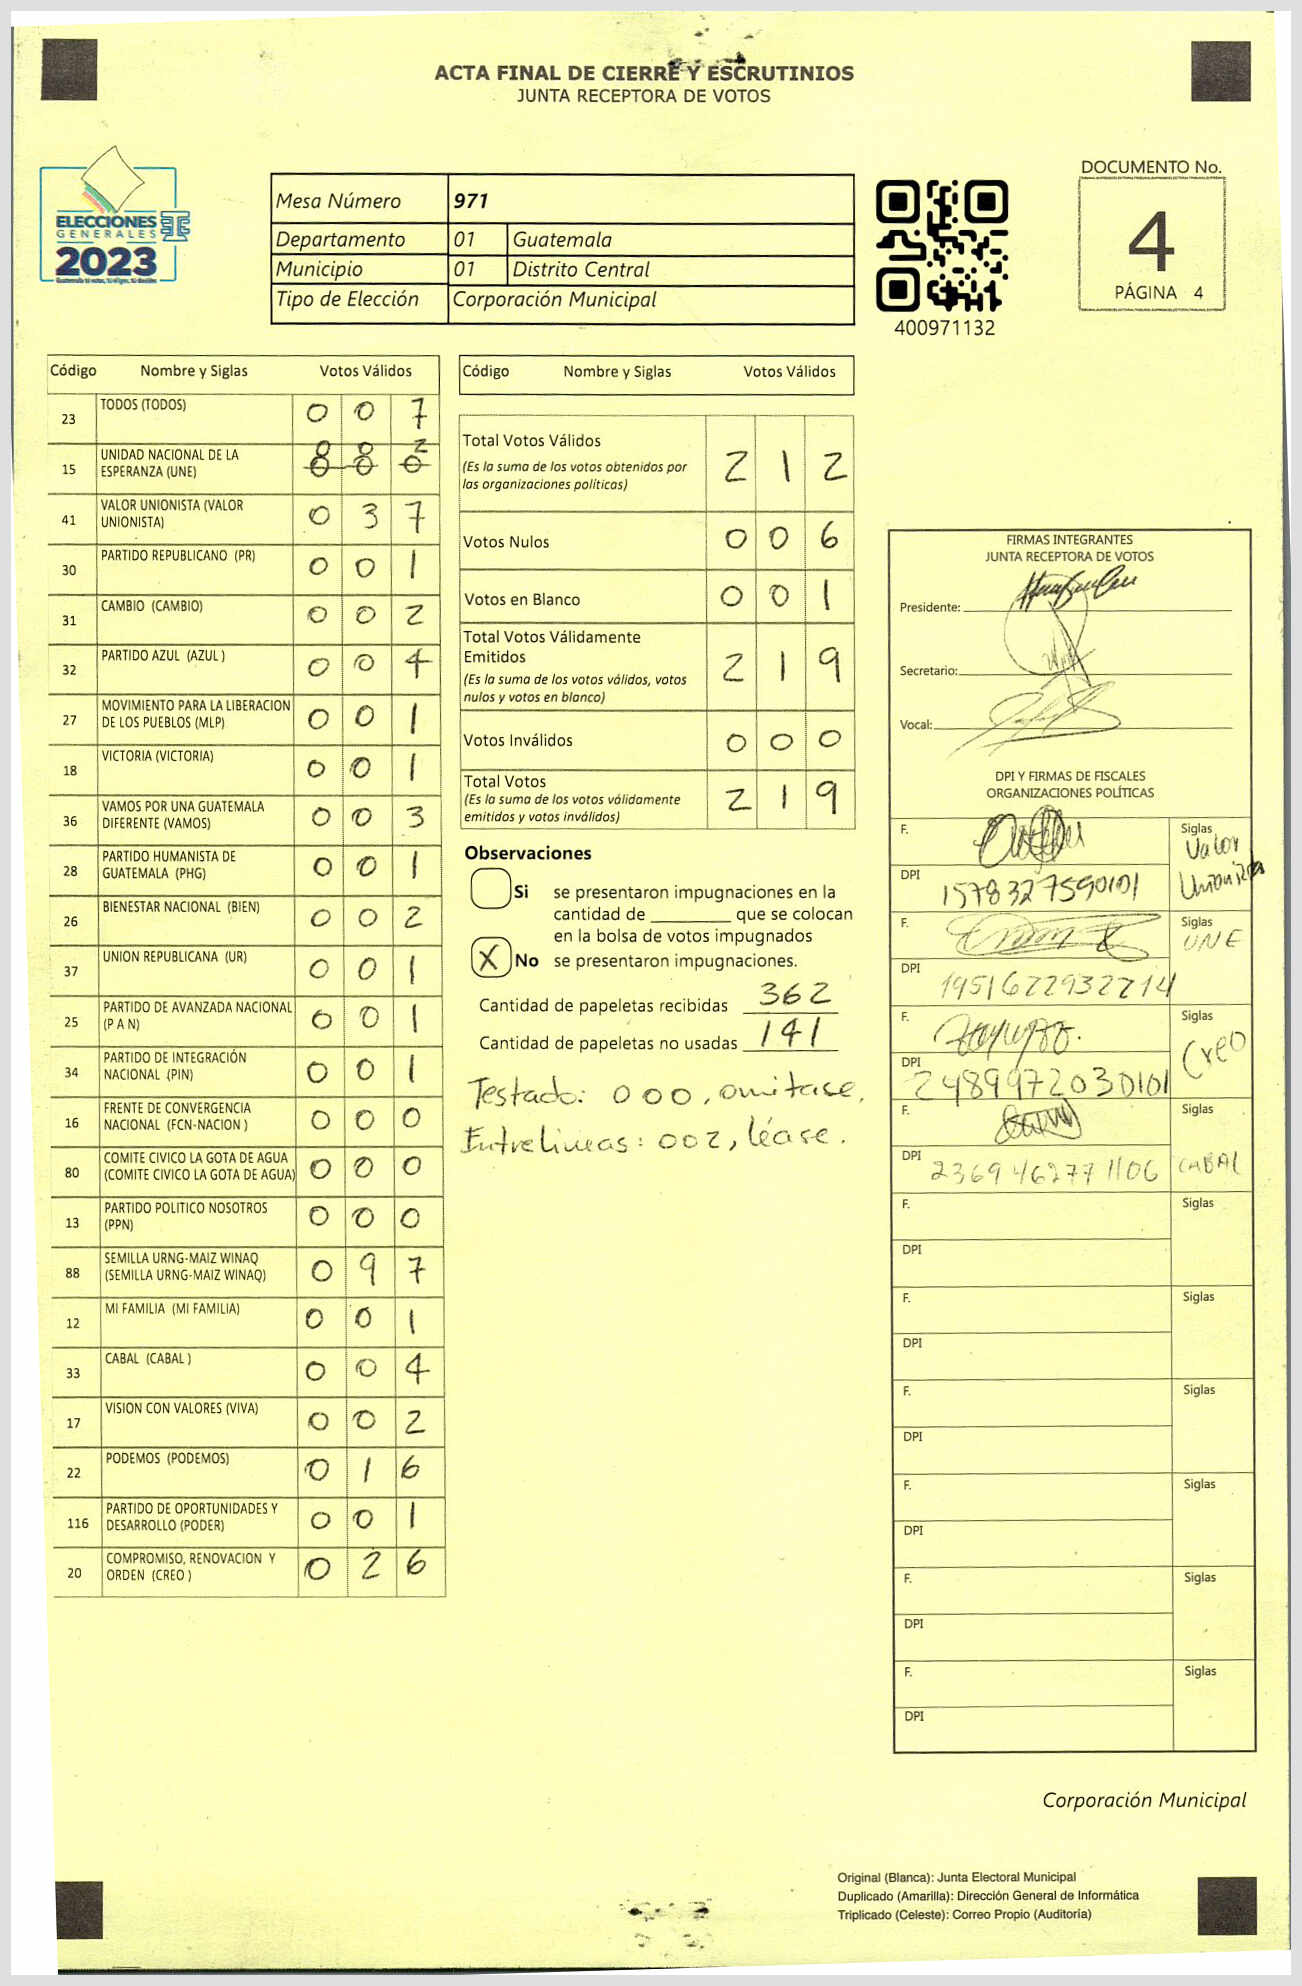 ACTA FINAL DE CIERRE Y ESCRUTINIOS
JUNTA RECEPTORA DE VOTOS
ELECCIONES
GENERALES
2023
Mesa Número 971
Departamento 01 Guatemala
Municipio 01 Distrito Central
Tipo de Elección Corporación Municipal
400971132
DOCUMENTO No.
4
PÁGINA 4
Código Nombre y Siglas Votos Válidos
23 TODOS (TODOS) 0 0 7
15 UNIDAD NACIONAL DE LA ESPERANZA (UNE) 0 0 2
41 VALOR UNIONISTA (VALOR UNIONISTA) 0 3 7
30 PARTIDO REPUBLICANO (PR) 0 0 1
31 CAMBIO (CAMBIO) 0 0 2
32 PARTIDO AZUL (AZUL ) 0 0 4
27 MOVIMIENTO PARA LA LIBERACION DE LOS PUEBLOS (MLP) 0 0 1
18 VICTORIA (VICTORIA) 0 0 1
36 VAMOS POR UNA GUATEMALA DIFERENTE (VAMOS) 0 0 3
28 PARTIDO HUMANISTA DE GUATEMALA (PHG) 0 0 1
26 BIENESTAR NACIONAL (BIEN) 0 0 2
37 UNION REPUBLICANA (UR) 0 0 1
25 PARTIDO DE AVANZADA NACIONAL (P A N) 0 0 1
34 PARTIDO DE INTEGRACIÓN NACIONAL (PIN) 0 0 1
16 FRENTE DE CONVERGENCIA NACIONAL (FCN-NACION ) 0 0 0
80 COMITE CIVICO LA GOTA DE AGUA (COMITE CIVICO LA GOTA DE AGUA) 0 0 0
13 PARTIDO POLITICO NOSOTROS (PPN) 0 0 0
88 SEMILLA URNG-MAIZ WINAQ (SEMILLA URNG-MAIZ WINAQ) 0 9 7
12 MI FAMILIA (MI FAMILIA) 0 0 1
33 CABAL (CABAL ) 0 0 4
17 VISION CON VALORES (VIVA) 0 0 2
22 PODEMOS (PODEMOS) 0 1 6
116 PARTIDO DE OPORTUNIDADES Y DESARROLLO (PODER) 0 0 1
20 COMPROMISO, RENOVACION Y ORDEN (CREO ) 0 2 6
Código Nombre y Siglas Votos Válidos
Total Votos Válidos 2 1 2
(Es la suma de los votos obtenidos por
las organizaciones políticas)
Votos Nulos 0 0 6
Votos en Blanco 0 0 1
Total Votos Válidamente
Emitidos 2 1 9
(Es la suma de los votos válidos, votos
nulos y votos en blanco)
Votos Inválidos 0 0 0
Total Votos 2 1 9
(Es la suma de los votos válidamente
emitidos y votos inválidos)
Observaciones
Si se presentaron impugnaciones en la
cantidad de ________ que se colocan
en la bolsa de votos impugnados
X No se presentaron impugnaciones.
Cantidad de papeletas recibidas 362
Cantidad de papeletas no usadas 141
Testado: 000, omitase.
Entrelineas: 002, léase.
FIRMAS INTEGRANTES
JUNTA RECEPTORA DE VOTOS
Presidente:
Secretario:
Vocal:
DPI Y FIRMAS DE FISCALES
ORGANIZACIONES POLÍTICAS
F. Siglas Valor
DPI 1578327590101 Unionista
F. Siglas UNE
DPI 1951622932214
F. Siglas Creo
DPI 2489972030101
F. Siglas
DPI 2369462771106 CABAL
F. Siglas
DPI
F. Siglas
DPI
F. Siglas
DPI
F. Siglas
DPI
F. Siglas
DPI
F. Siglas
DPI
Corporación Municipal
Original (Blanca): Junta Electoral Municipal
Duplicado (Amarilla): Dirección General de Informática
Triplicado (Celeste): Correo Propio (Auditoría)